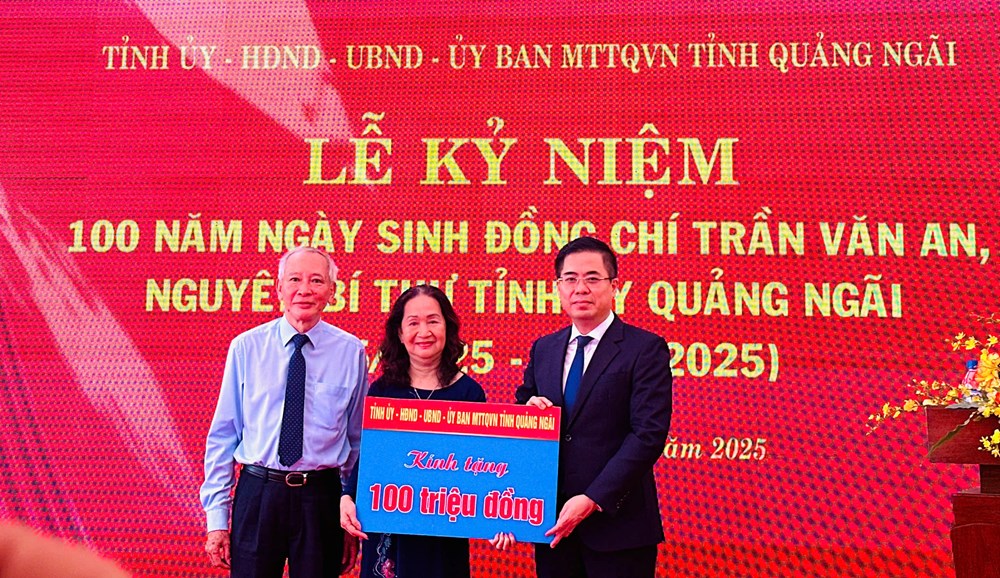 TỈNH ỦY - HĐND - UBND - ỦY BAN MTTQVN TỈNH QUẢNG NGÃI
LỄ KỶ NIỆM
100 NĂM NGÀY SINH ĐỒNG CHÍ TRẦN VĂN AN,
BÍ TỈNH QUẢNG NGÃI
25 - 2025)
2025
TỈNH ỦY - HĐND - UBND - ỦY BAN MTTQVN TỈNH QUẢNG NGÃI
Kính tặng
100 triệu đồng